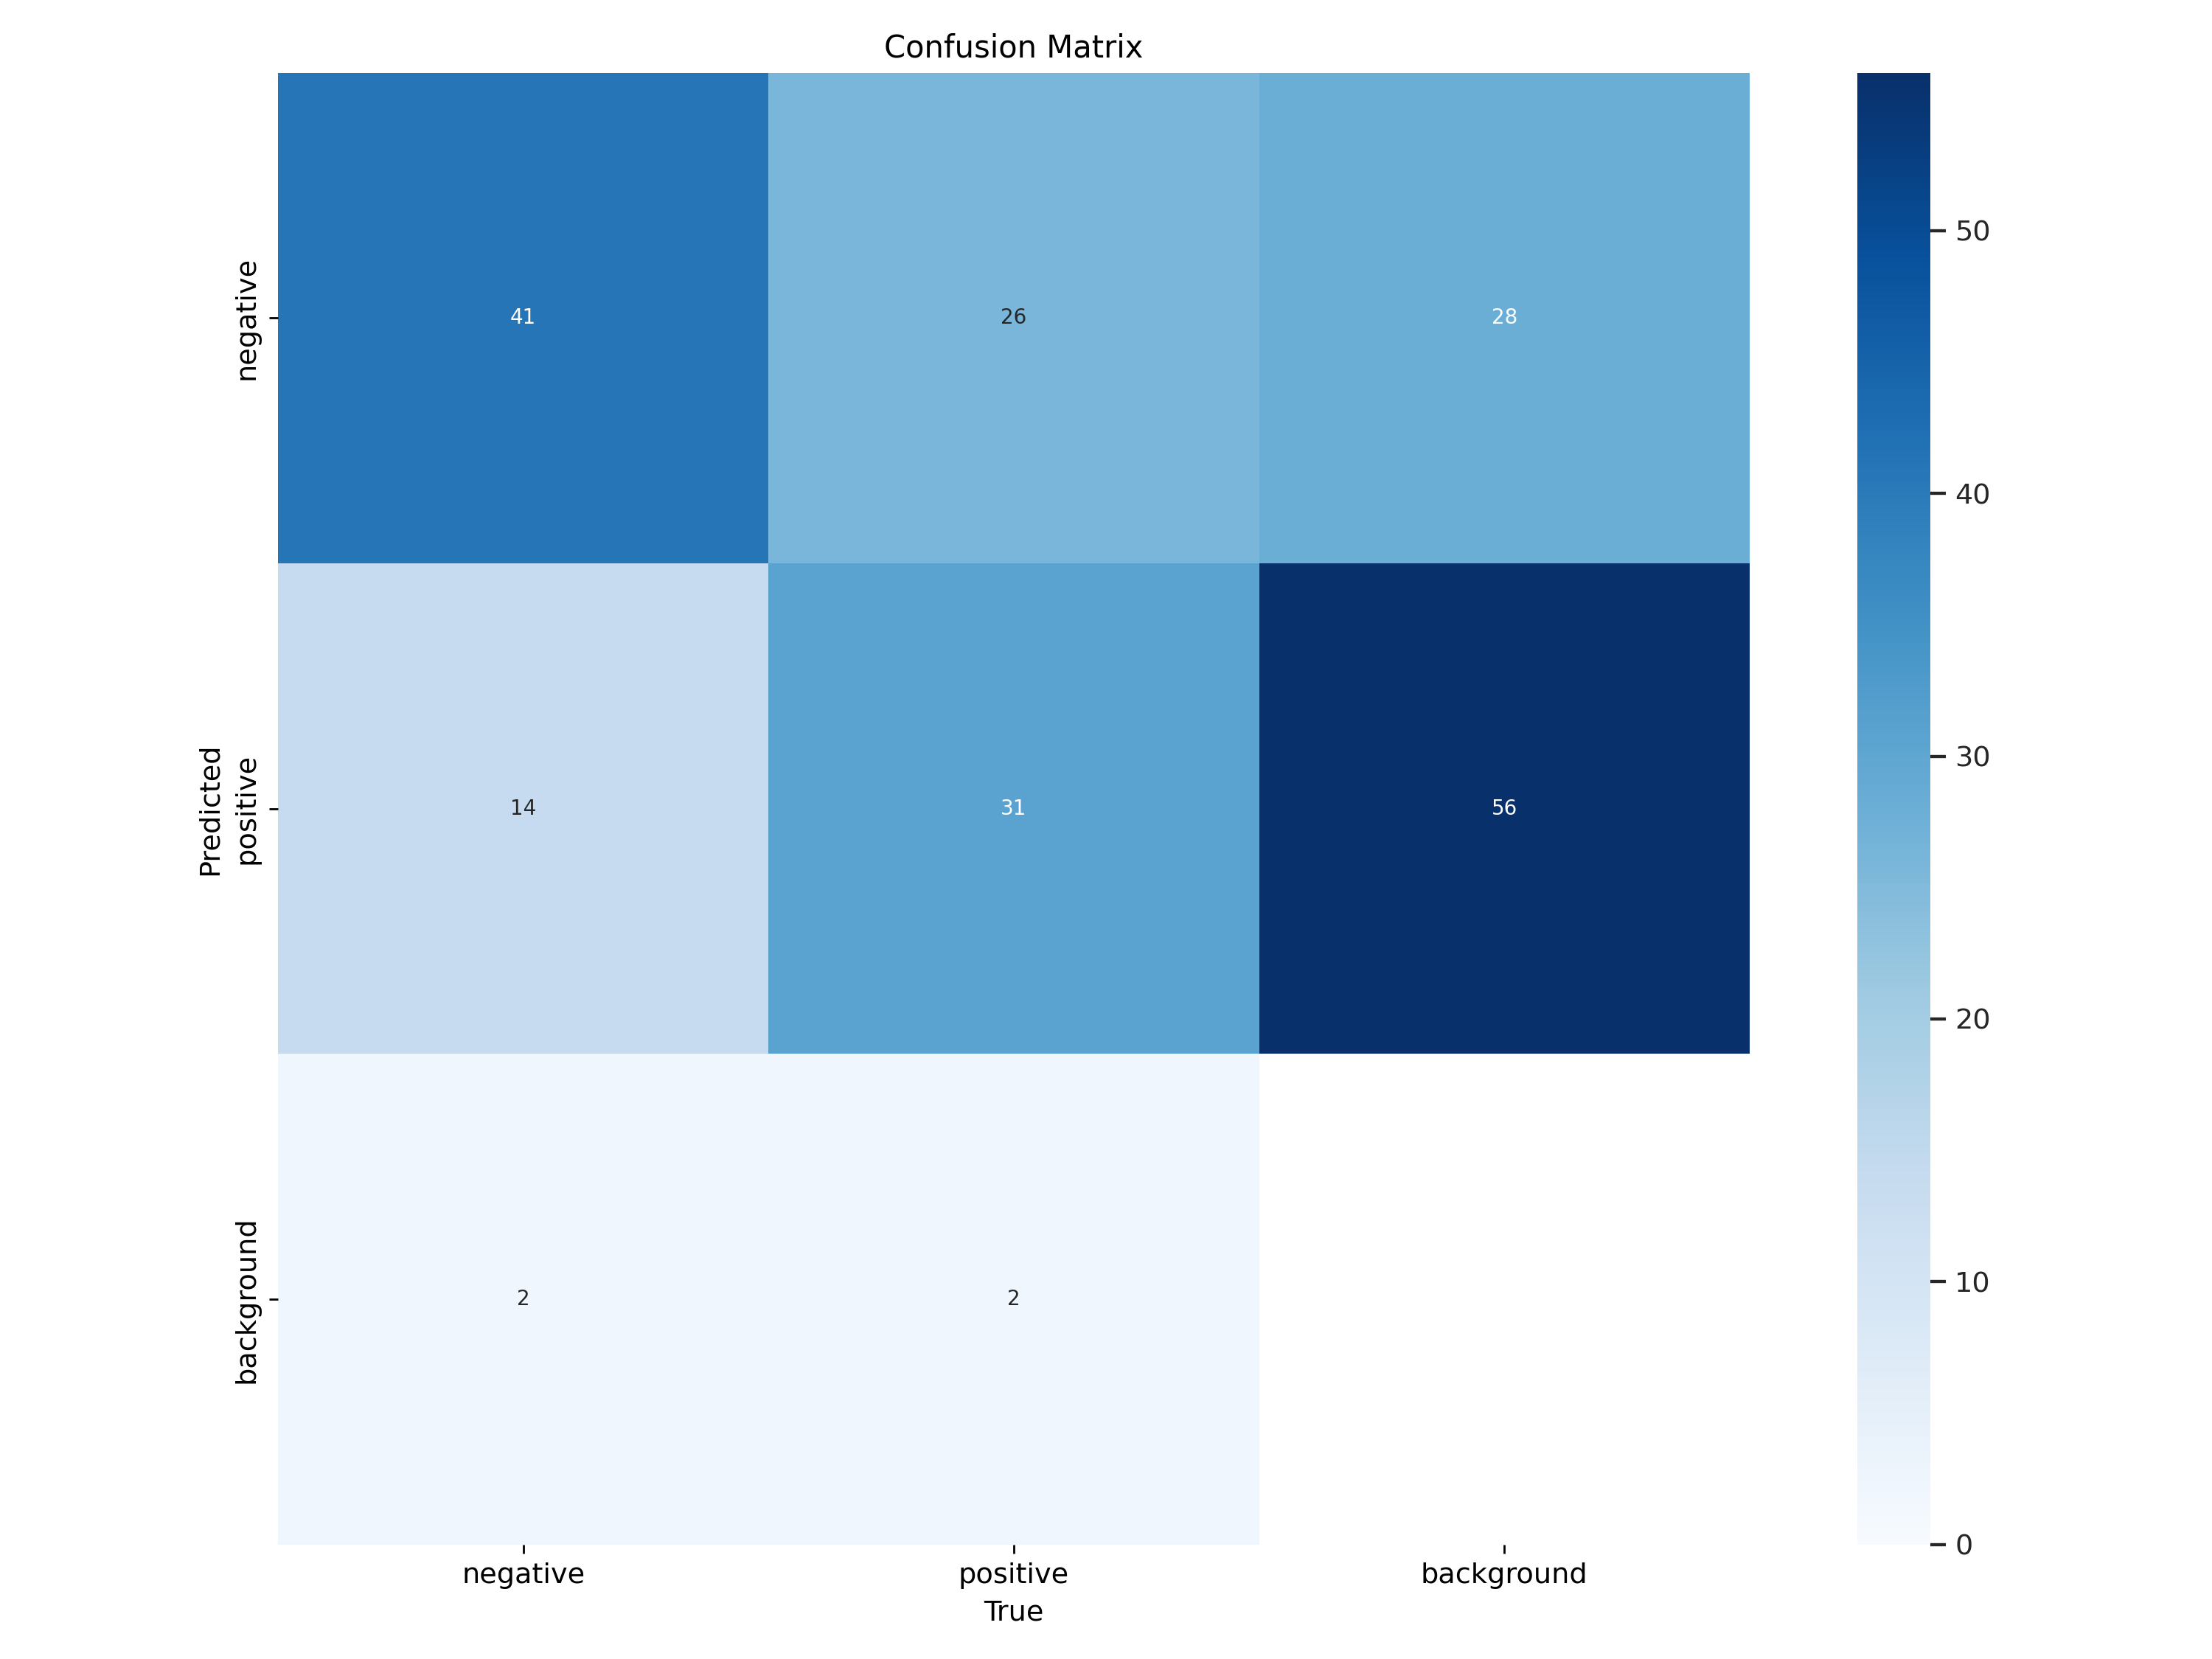 Confusion Matrix
negative
41
26
28
50
40
30
20
10
0
Predicted
positive
14
31
56
background
2
2
negative
positive
background
True